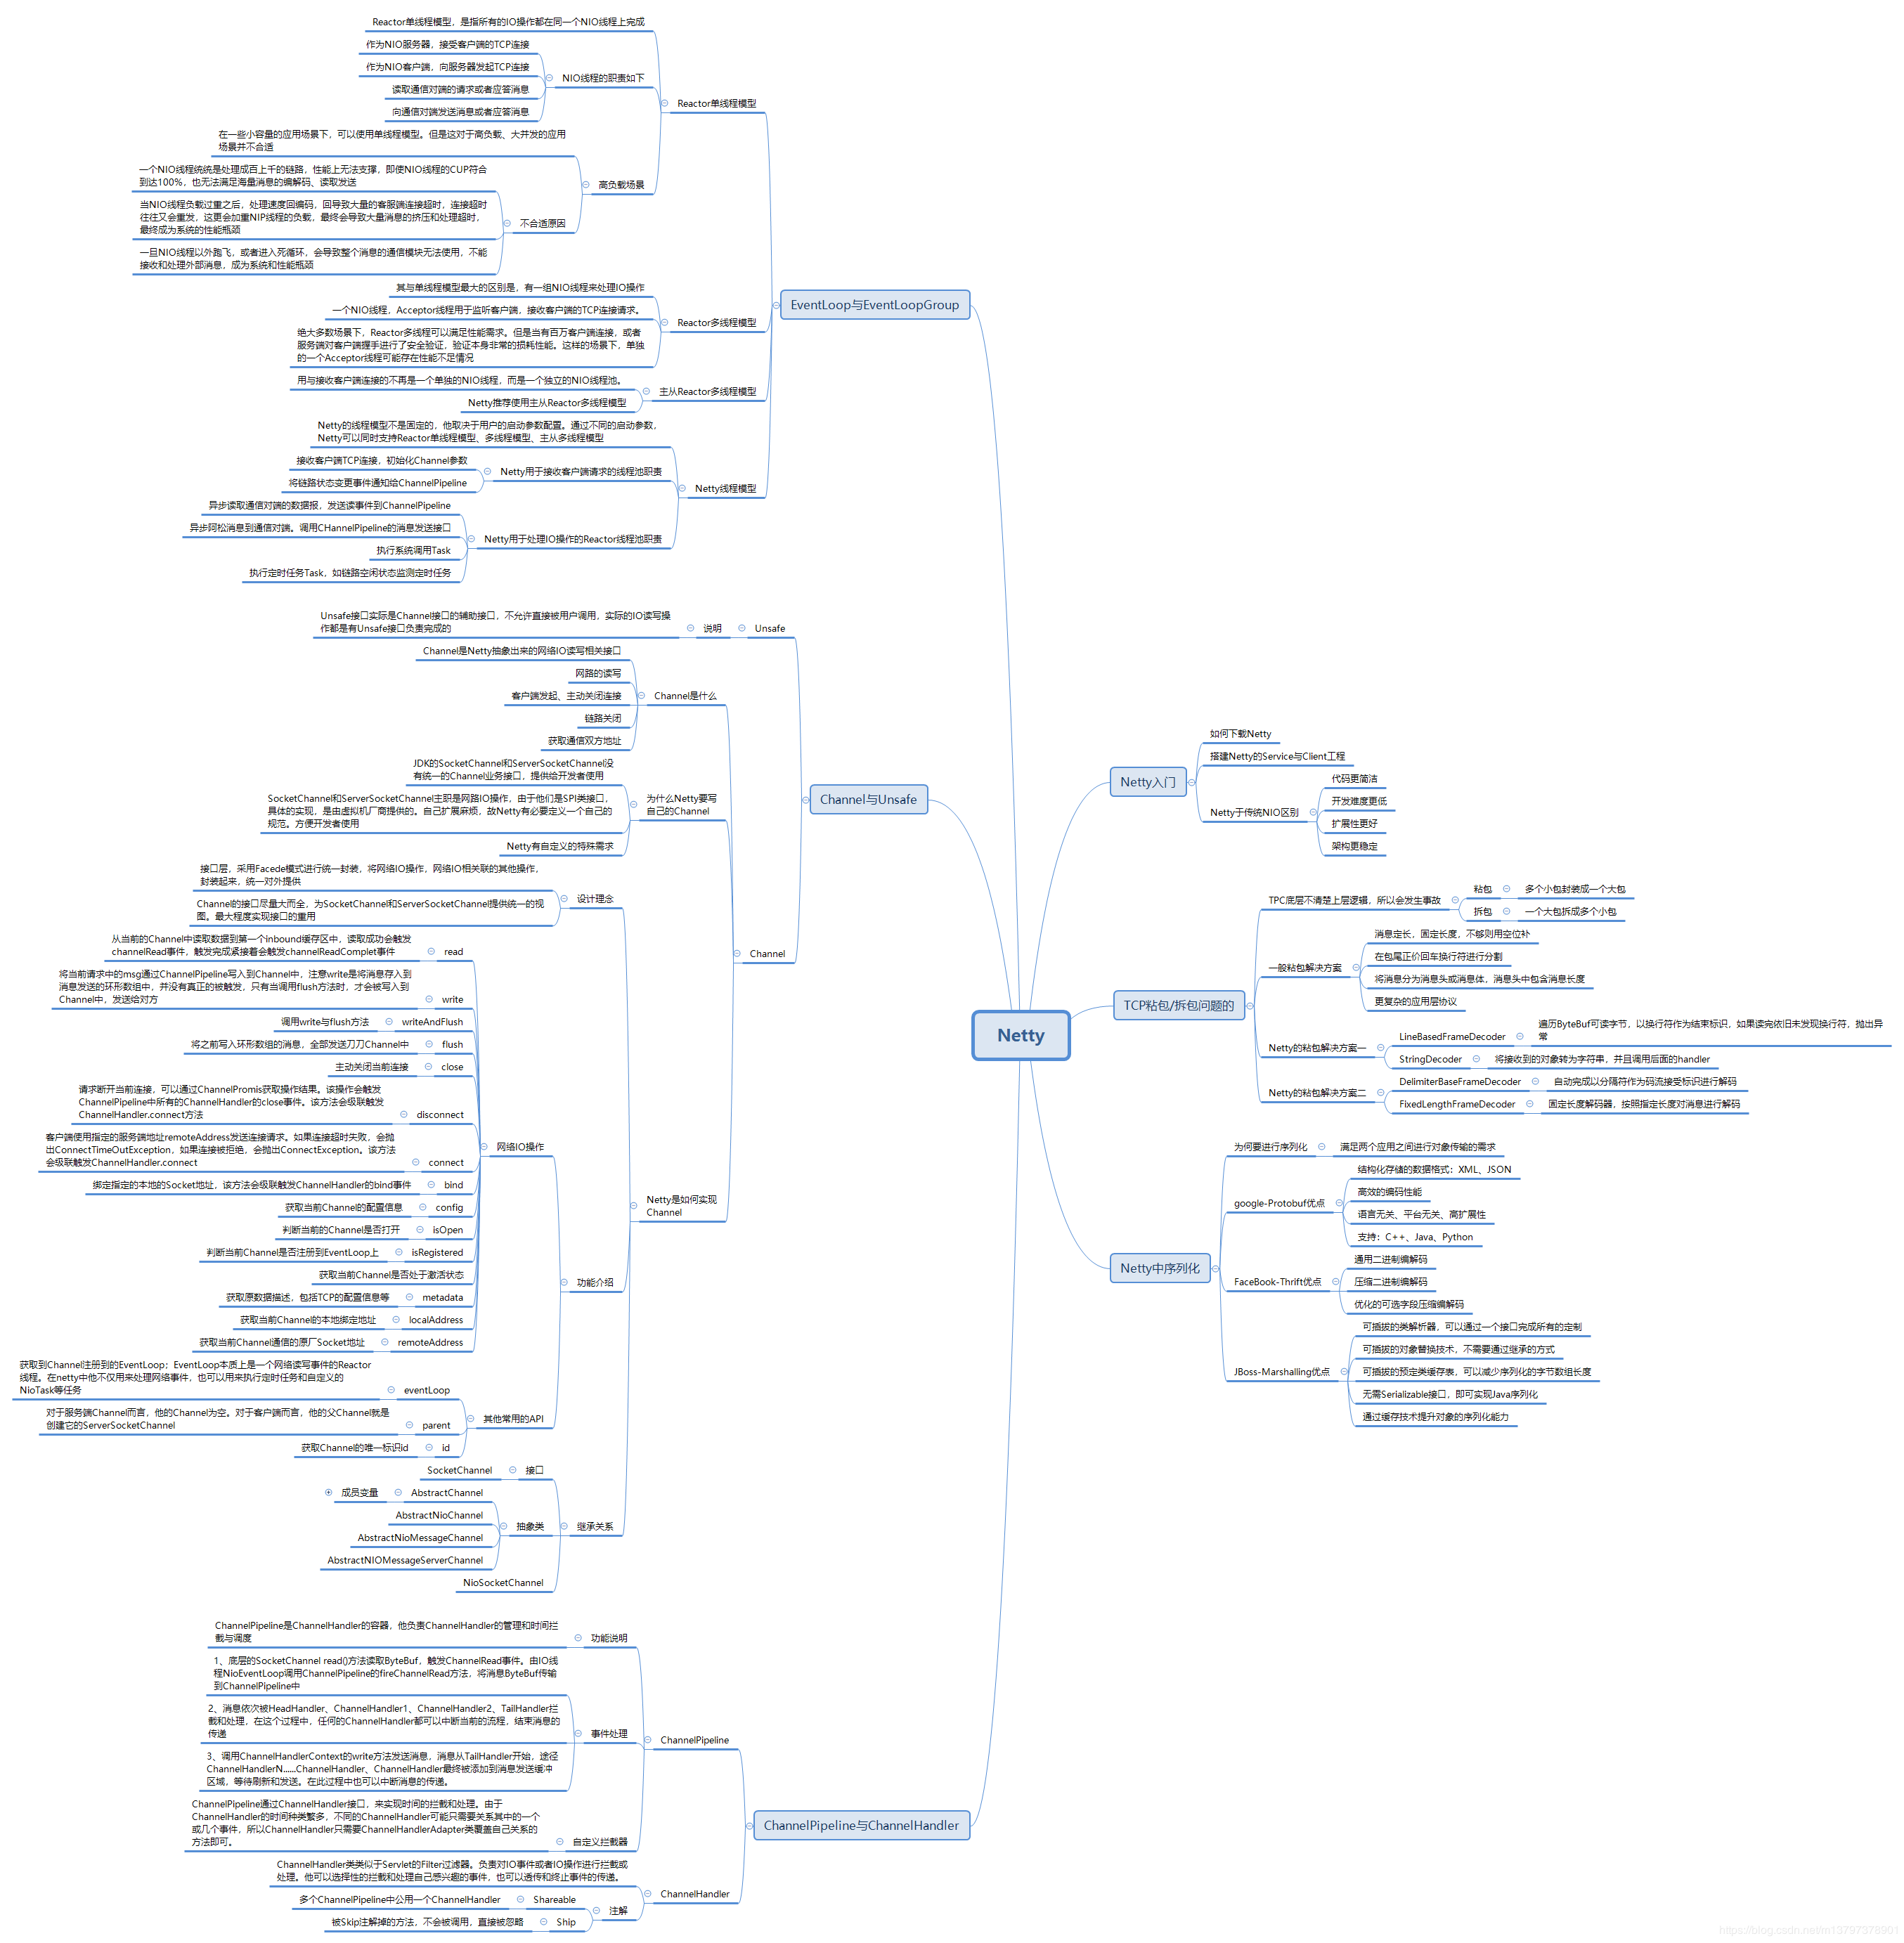 Netty
Netty入门
如何下载Netty
搭建Netty的Service与Client工程
Netty于传统NIO区别
代码更简洁
开发难度更低
扩展性更好
架构更稳定
TCP粘包/拆包问题的
TPC底层不清楚上层逻辑，所以会发生事故
粘包
多个小包封装成一个大包
拆包
一个大包拆成多个小包
一般粘包解决方案
消息定长，固定长度，不够则用空位补
在包尾正价回车换行符进行分割
将消息分为消息头或消息体，消息头中包含消息长度
更复杂的应用层协议
Netty的粘包解决方案一
LineBasedFrameDecoder
遍历ByteBuf可读字节，以换行符作为结束标识，如果读完依旧未发现换行符，抛出异
常
StringDecoder
将接收到的对象转为字符串，并且调用后面的handler
Netty的粘包解决方案二
DelimiterBaseFrameDecoder
自动完成以分隔符作为码流接受标识进行解码
FixedLengthFrameDecoder
固定长度解码器，按照指定长度对消息进行解码
Netty中序列化
为何要进行序列化
满足两个应用之间进行对象传输的需求
google-Protobuf优点
结构化存储的数据格式：XML、JSON
高效的编码性能
语言无关、平台无关、高扩展性
支持：C++、Java、Python
FaceBook-Thrift优点
通用二进制编解码
压缩二进制编解码
优化的可选字段压缩编解码
JBoss-Marshalling优点
可插拔的类解析器，可以通过一个接口完成所有的定制
可插拔的对象替换技术，不需要通过继承的方式
可插拔的预定类缓存表，可以减少序列化的字节数组长度
无需Serializable接口，即可实现Java序列化
通过缓存技术提升对象的序列化能力
EventLoop与EventLoopGroup
Reactor单线程模型
Reactor单线程模型，是指所有的IO操作都在同一个NIO线程上完成
NIO线程的职责如下
作为NIO服务器，接受客户端的TCP连接
作为NIO客户端，向服务器发起TCP连接
读取通信对端的请求或者应答消息
向通信对端发送消息或者应答消息
高负载场景
在一些小容量的应用场景下，可以使用单线程模型。但是这对于高负载、大并发的应用
场景并不合适
不合适原因
一个NIO线程统统是处理成百上千的链路，性能上无法支撑，即使NIO线程的CUP符合
到达100%，也无法满足海量消息的编解码、读取发送
当NIO线程负载过重之后，处理速度回编码，回导致大量的客服端连接超时，连接超时
往往又会重发，这更会加重NIP线程的负载，最终会导致大量消息的挤压和处理超时，
最终成为系统的性能瓶颈
一旦NIO线程以外跑飞，或者进入死循环，会导致整个消息的通信模块无法使用，不能
接收和处理外部消息，成为系统和性能瓶颈
Reactor多线程模型
其与单线程模型最大的区别是，有一组NIO线程来处理IO操作
一个NIO线程，Acceptor线程用于监听客户端，接收客户端的TCP连接请求。
绝大多数场景下，Reactor多线程可以满足性能需求。但是当有百万客户端连接，或者
服务端对客户端握手进行了安全验证，验证本身非常的损耗性能。这样的场景下，单独
的一个Acceptor线程可能存在性能不足情况
主从Reactor多线程模型
用与接收客户端连接的不再是一个单独的NIO线程，而是一个独立的NIO线程池。
Netty推荐使用主从Reactor多线程模型
Netty线程模型
Netty的线程模型不是固定的，他取决于用户的启动参数配置。通过不同的启动参数，
Netty可以同时支持Reactor单线程模型、多线程模型、主从多线程模型
Netty用于接收客户端请求的线程池职责
接收客户端TCP连接，初始化Channel参数
将链路状态变更事件通知给ChannelPipeline
Netty用于处理IO操作的Reactor线程池职责
异步读取通信对端的数据报，发送读事件到ChannelPipeline
异步阿松消息到通信对端。调用CHannelPipeline的消息发送接口
执行系统调用Task
执行定时任务Task，如链路空闲状态监测定时任务
Channel与Unsafe
Unsafe
说明
Unsafe接口实际是Channel接口的辅助接口，不允许直接被用户调用，实际的IO读写操
作都是有Unsafe接口负责完成的
Channel
Channel是什么
Channel是Netty抽象出来的网络IO读写相关接口
网路的读写
客户端发起、主动关闭连接
链路关闭
获取通信双方地址
为什么Netty要写
自己的Channel
JDK的SocketChannel和ServerSocketChannel没
有统一的Channel业务接口，提供给开发者使用
SocketChannel和ServerSocketChannel主职是网路IO操作，由于他们是SPI类接口，
具体的实现，是由虚拟机厂商提供的。自己扩展麻烦，故Netty有必要定义一个自己的
规范。方便开发者使用
Netty有自定义的特殊需求
Netty是如何实现
Channel
设计理念
接口层，采用Facede模式进行统一封装，将网络IO操作，网络IO相关联的其他操作，
封装起来，统一对外提供
Channel的接口尽量大而全，为SocketChannel和ServerSocketChannel提供统一的视
图。最大程度实现接口的重用
功能介绍
网络IO操作
read
从当前的Channel中读取数据到第一个inbound缓存区中，读取成功会触发
channelRead事件，触发完成紧接着会触发channelReadComplet事件
write
将当前请求中的msg通过ChannelPipeline写入到Channel中，注意write是将消息存入到
消息发送的环形数组中，并没有真正的被触发，只有当调用flush方法时，才会被写入到
Channel中，发送给对方
writeAndFlush
调用write与flush方法
flush
将之前写入环形数组的消息，全部发送刀刀Channel中
close
主动关闭当前连接
disconnect
请求断开当前连接，可以通过ChannelPromis获取操作结果。该操作会触发
ChannelPipeline中所有的ChannelHandler的close事件。该方法会级联触发
ChannelHandler.connect方法
connect
客户端使用指定的服务端地址remoteAddress发送连接请求。如果连接超时失败，会抛
出ConnectTimeOutException，如果连接被拒绝，会抛出ConnectException。该方法
会级联触发ChannelHandler.connect
bind
绑定指定的本地的Socket地址，该方法会级联触发ChannelHandler的bind事件
config
获取当前Channel的配置信息
isOpen
判断当前的Channel是否打开
isRegistered
判断当前Channel是否注册到EventLoop上
获取当前Channel是否处于激活状态
metadata
获取原数据描述，包括TCP的配置信息等
localAddress
获取当前Channel的本地绑定地址
remoteAddress
获取当前Channel通信的原厂Socket地址
其他常用的API
eventLoop
获取到Channel注册到的EventLoop；EventLoop本质上是一个网络读写事件的Reactor
线程。在netty中他不仅用来处理网络事件，也可以用来执行定时任务和自定义的
NioTask等任务
parent
对于服务端Channel而言，他的Channel为空。对于客户端而言，他的父Channel就是
创建它的ServerSocketChannel
id
获取Channel的唯一标识id
继承关系
接口
SocketChannel
抽象类
AbstractChannel
成员变量
AbstractNioChannel
AbstractNioMessageChannel
AbstractNIOMessageServerChannel
NioSocketChannel
ChannelPipeline与ChannelHandler
ChannelPipeline
功能说明
ChannelPipeline是ChannelHandler的容器，他负责ChannelHandler的管理和时间拦
截与调度
事件处理
1、底层的SocketChannel read()方法读取ByteBuf，触发ChannelRead事件。由IO线
程NioEventLoop调用ChannelPipeline的fireChannelRead方法，将消息ByteBuf传输
到ChannelPipeline中
2、消息依次被HeadHandler、ChannelHandler1、ChannelHandler2、TailHandler拦
截和处理，在这个过程中，任何的ChannelHandler都可以中断当前的流程，结束消息的
传递
3、调用ChannelHandlerContext的write方法发送消息，消息从TailHandler开始，途径
ChannelHandlerN......ChannelHandler、ChannelHandler最终被添加到消息发送缓冲
区域，等待刷新和发送。在此过程中也可以中断消息的传递。
自定义拦截器
ChannelPipeline通过ChannelHandler接口，来实现时间的拦截和处理。由于
ChannelHandler的时间种类繁多，不同的ChannelHandler可能只需要关系其中的一个
或几个事件，所以ChannelHandler只需要ChannelHandlerAdapter类覆盖自己关系的
方法即可。
ChannelHandler
ChannelHandler类类似于Servlet的Filter过滤器。负责对IO事件或者IO操作进行拦截或
处理。他可以选择性的拦截和处理自己感兴趣的事件，也可以透传和终止事件的传递。
注解
Shareable
多个ChannelPipeline中公用一个ChannelHandler
Ship
被Skip注解掉的方法，不会被调用，直接被忽略
https://blog.csdn.net/m13797378901